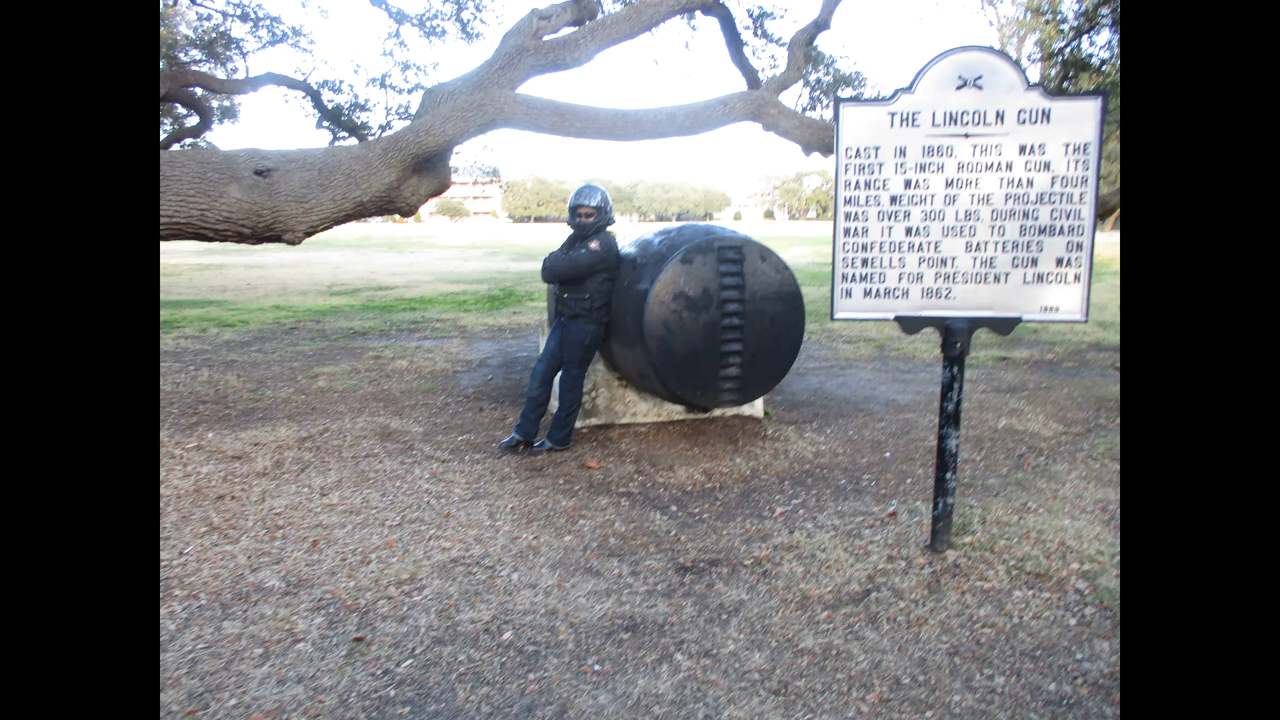 THE LINCOLN GUN
CAST IN 1860, THIS WAS THE
FIRST 15-INCH RODMAN GUN. ITS
RANGE WAS MORE THAN FOUR
MILES. WEIGHT OF THE PROJECTILE
WAS OVER 300 LBS. DURING CIVIL
WAR IT WAS USED TO BOMBARD
CONFEDERATE BATTERIES ON
SEWELLS POINT. THE GUN WAS
NAMED FOR PRESIDENT LINCOLN
IN MARCH 1862.